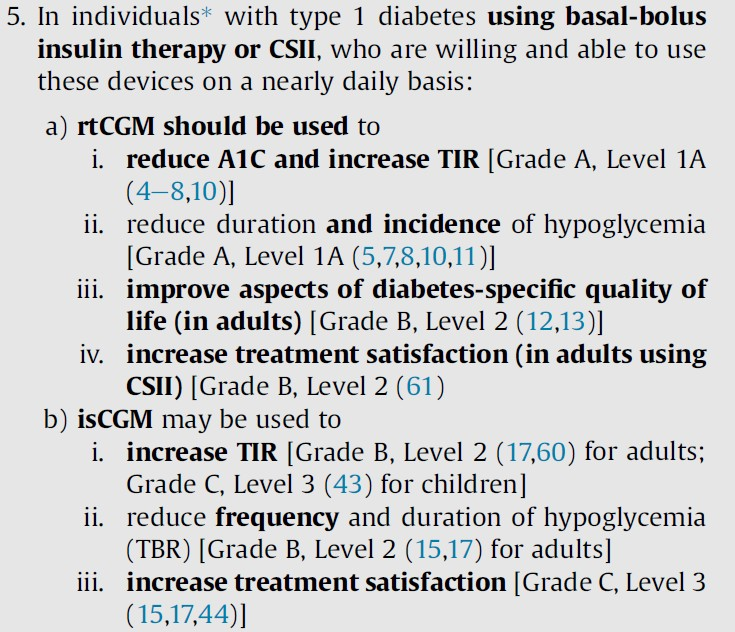 5. In individuals* with type 1 diabetes using basal-bolus
insulin therapy or CSII, who are willing and able to use
these devices on a nearly daily basis:
a) rtCGM should be used to
i. reduce A1C and increase TIR [Grade A, Level 1A
(4–8,10)]
ii. reduce duration and incidence of hypoglycemia
[Grade A, Level 1A (5,7,8,10,11)]
iii. improve aspects of diabetes-specific quality of
life (in adults) [Grade B, Level 2 (12,13)]
iv. increase treatment satisfaction (in adults using
CSII) [Grade B, Level 2 (61)
b) isCGM may be used to
i. increase TIR [Grade B, Level 2 (17,60) for adults;
Grade C, Level 3 (43) for children]
ii. reduce frequency and duration of hypoglycemia
(TBR) [Grade B, Level 2 (15,17) for adults]
iii. increase treatment satisfaction [Grade C, Level 3
(15,17,44)]